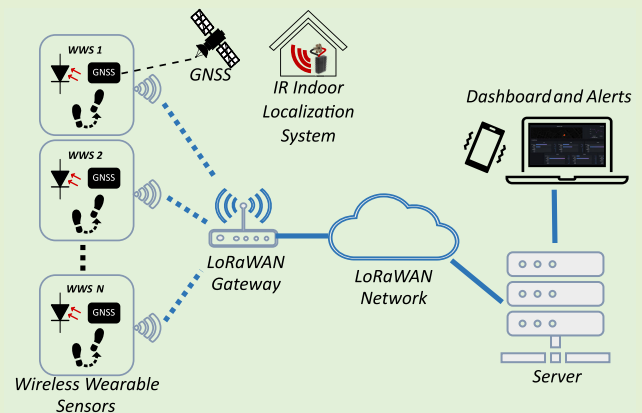 WWS 1
GNSS
GNSS
IR Indoor
Localization
System
Dashboard and Alerts
WWS 2
GNSS
LoRaWAN
Gateway
LoRaWAN
Network
WWS N
GNSS
Server
Wireless Wearable
Sensors